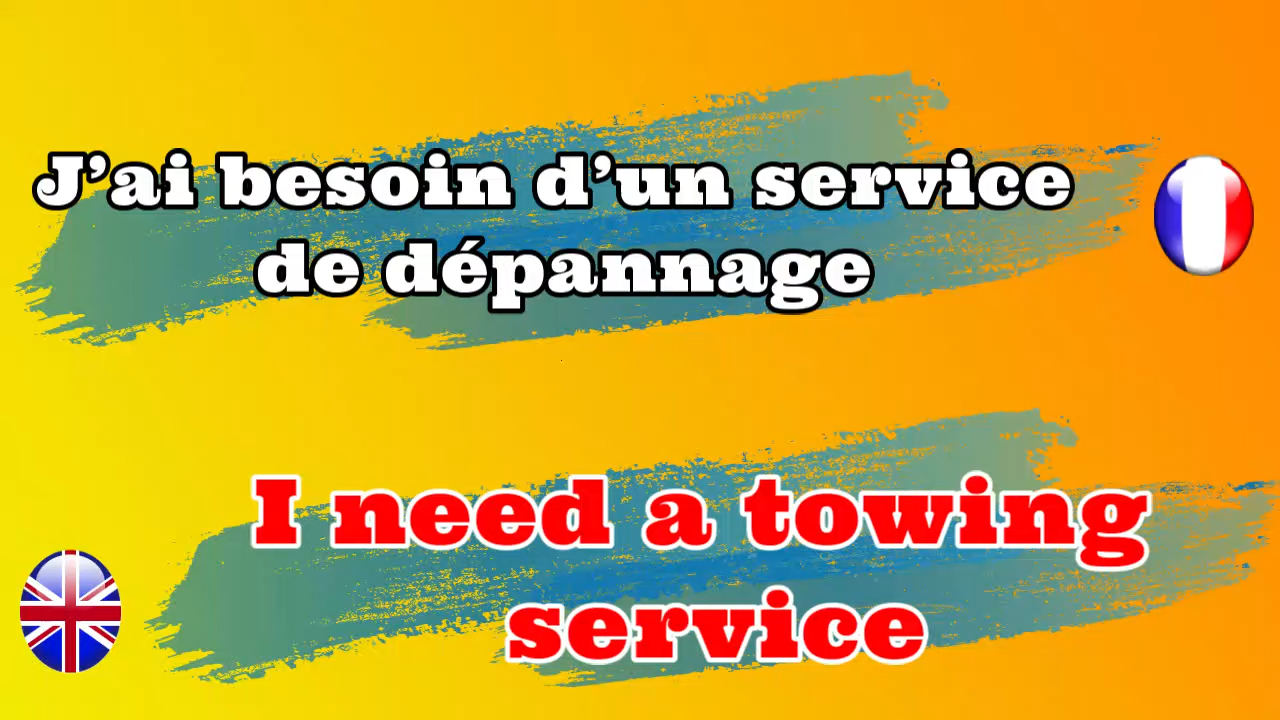 J’ai besoin d’un service
de dépannage
I need a towing
service